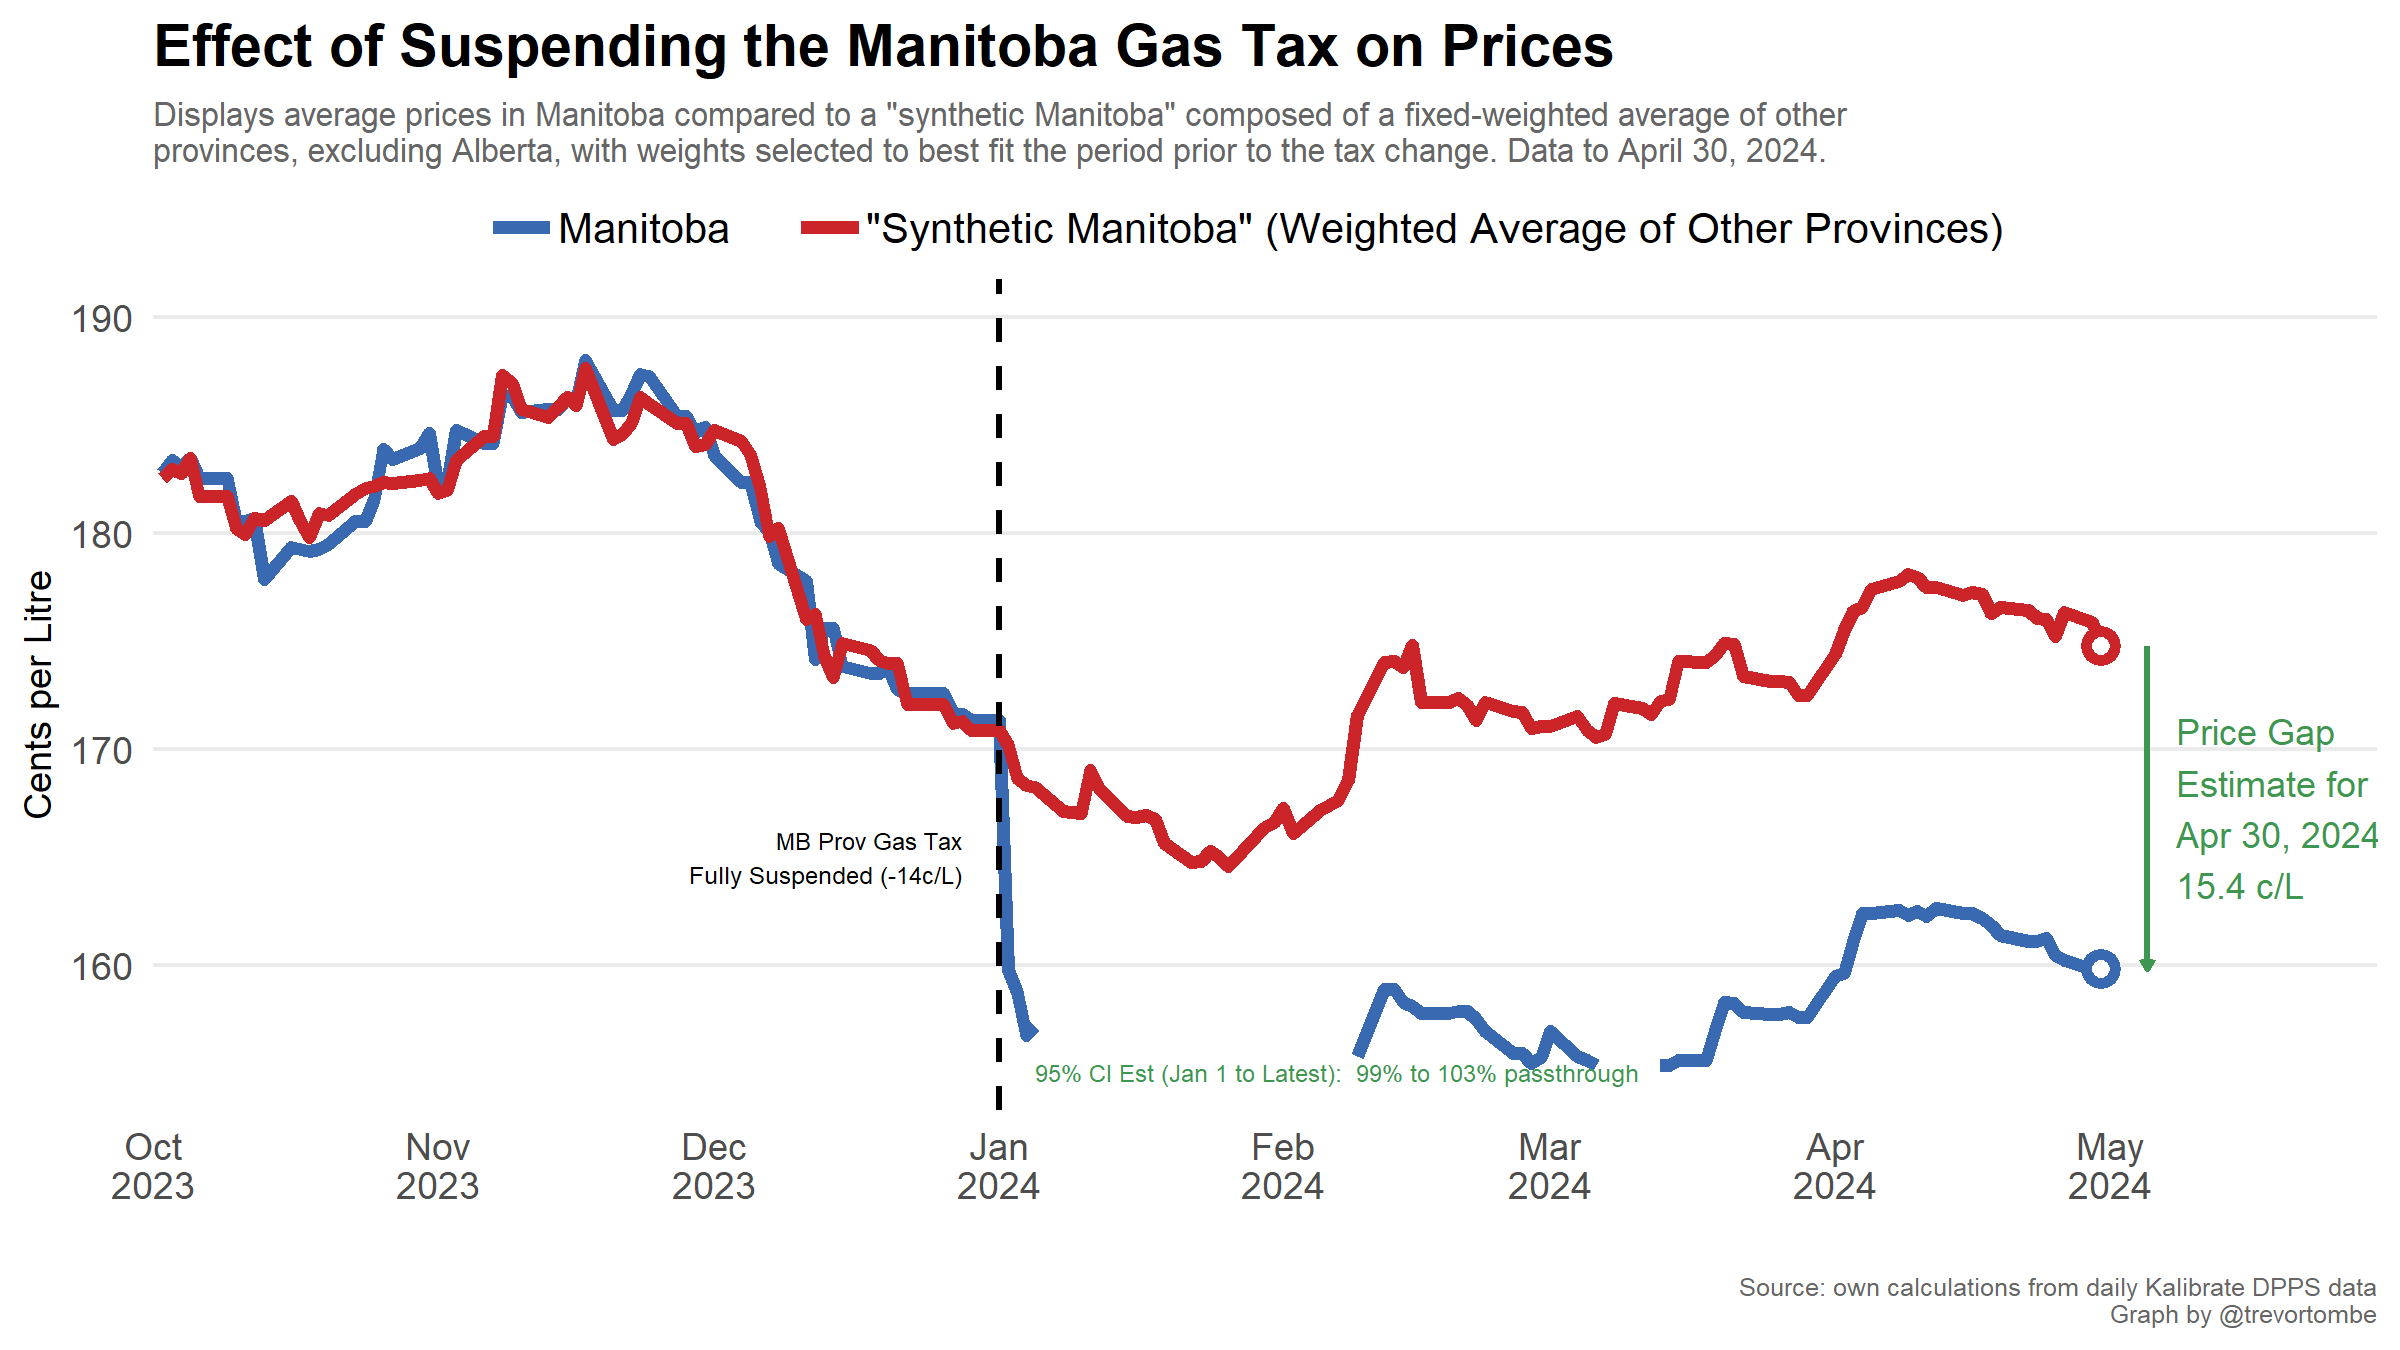 Effect of Suspending the Manitoba Gas Tax on Prices
Displays average prices in Manitoba compared to a "synthetic Manitoba" composed of a fixed-weighted average of other
provinces, excluding Alberta, with weights selected to best fit the period prior to the tax change. Data to April 30, 2024.
Manitoba
"Synthetic Manitoba" (Weighted Average of Other Provinces)
190
180
170
160
Cents per Litre
MB Prov Gas Tax
Fully Suspended (-14c/L)
Price Gap
Estimate for
Apr 30, 2024
15.4 c/L
95% CI Est (Jan 1 to Latest):  99% to 103% passthrough
Oct Nov Dec Jan Feb Mar Apr May
2023 2023 2023 2024 2024 2024 2024 2024
Source: own calculations from daily Kalibrate DPPS data
Graph by @trevortombe